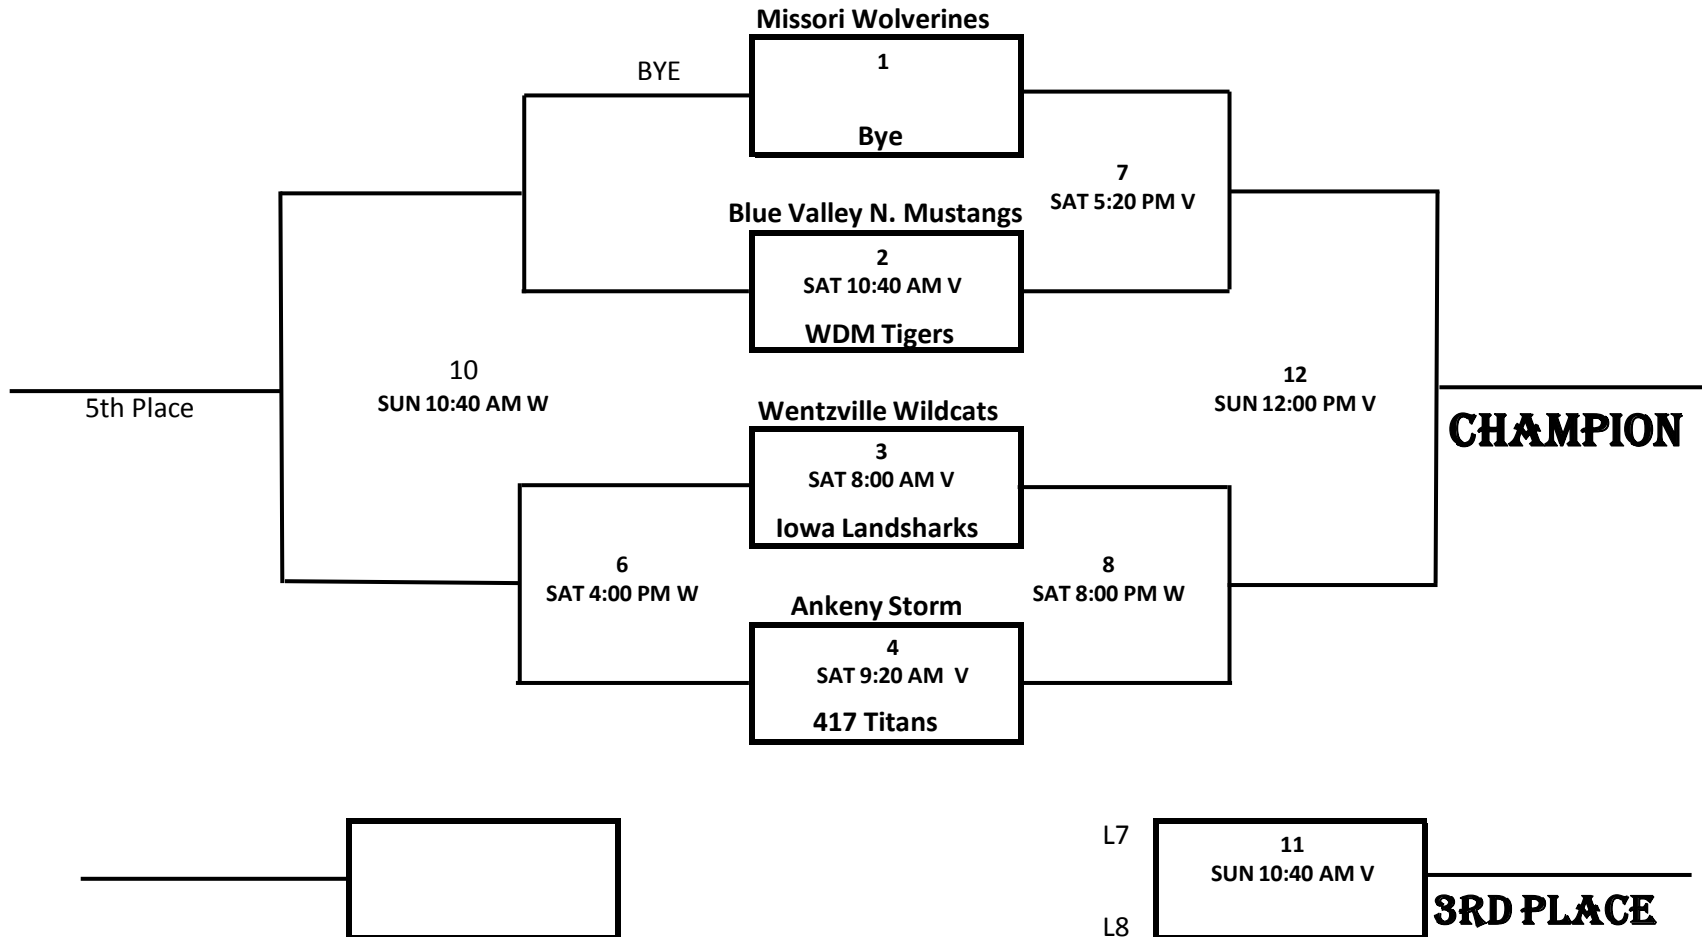 Missori Wolverines
1
BYE
Bye
7
SAT 5:20 PM V
Blue Valley N. Mustangs
2
SAT 10:40 AM V
WDM Tigers
10
SUN 10:40 AM W
5th Place
12
SUN 12:00 PM V
CHAMPION
Wentzville Wildcats
3
SAT 8:00 AM V
Iowa Landsharks
6
SAT 4:00 PM W
8
SAT 8:00 PM W
Ankeny Storm
4
SAT 9:20 AM  V
417 Titans
L7
11
SUN 10:40 AM V
L8
3RD PLACE